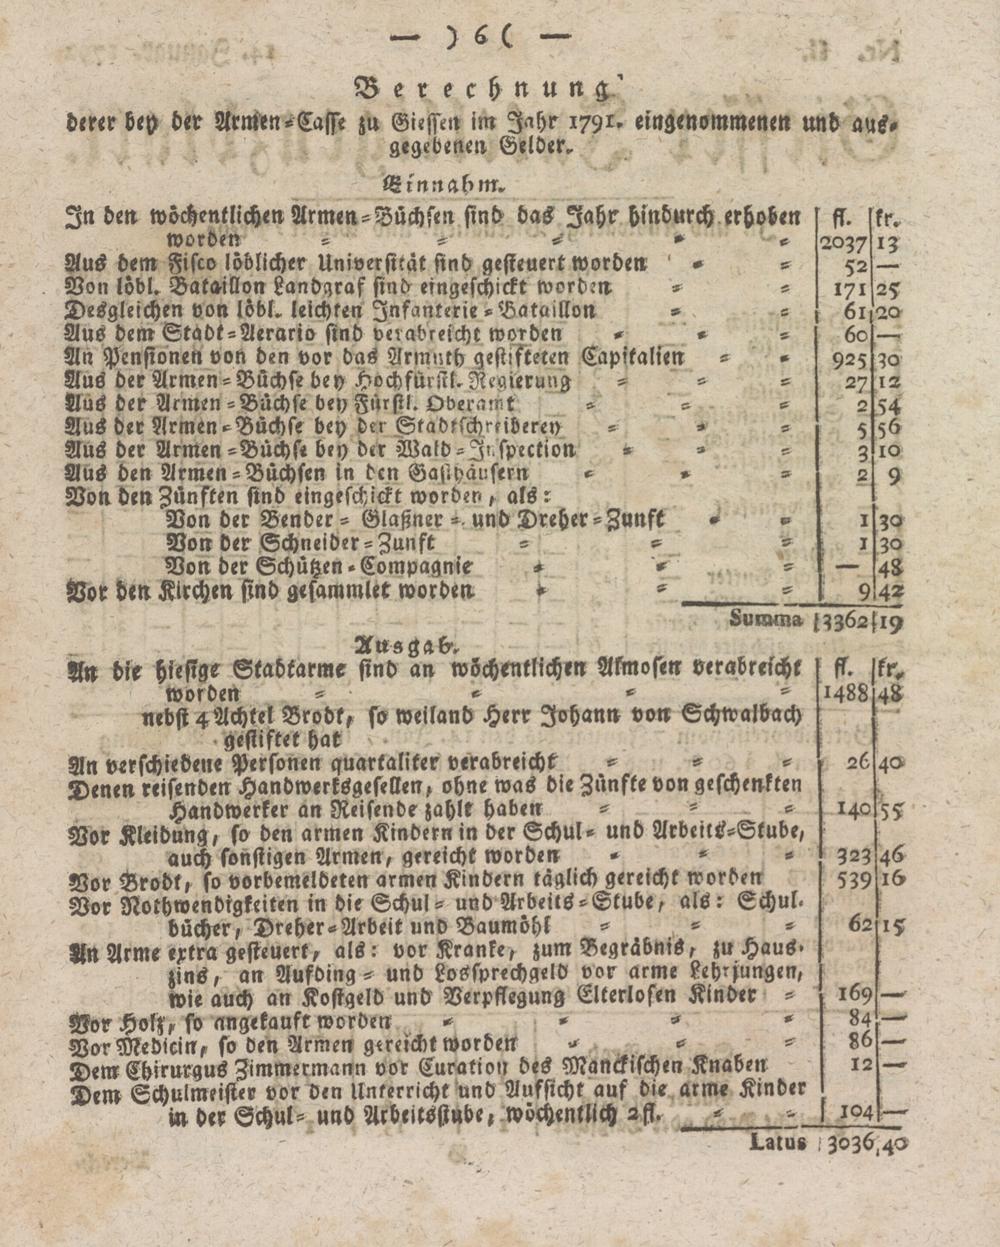 — ) 6 ( —
Berechnung
derer bey der Armen-Casse zu Giessen im Jahr 1791. eingenommenen und aus-
gegebenen Gelder.
Einnahm.
In den wöchentlichen Armen-Büchsen sind das Jahr hindurch erhoben | fl. | kr.
worden = = = = = | 2037 | 13
Aus dem Fisco löblicher Universität sind gesteuert worden = = | 52 | —
Von löbl. Bataillon Landgraf sind eingeschickt worden = = | 171 | 25
Desgleichen von löbl. leichten Infanterie-Bataillon = = | 61 | 20
Aus dem Stadt-Aerario sind verabreicht worden = = = | 60 | —
An Pensionen von den vor das Armuth gestifteten Capitalien = = | 925 | 30
Aus der Armen-Büchse bey Hochfürstl. Regierung = = = | 27 | 12
Aus der Armen-Büchse bey Fürstl. Oberamt = = = | 2 | 54
Aus der Armen-Büchse bey der Stadtschreiberey = = = | 5 | 56
Aus der Armen-Büchse bey der Wald-Inspection = = = | 3 | 10
Aus den Armen-Büchsen in den Gasthäusern = = = | 2 | 9
Von den Zünften sind eingeschickt worden, als:
Von der Bender- Glaßner- und Dreher-Zunft = = | 1 | 30
Von der Schneider-Zunft = = = | 1 | 30
Von der Schützen-Compagnie = = = | — | 48
Vor den Kirchen sind gesammlet worden = = = | 9 | 42
Summa | 3362 | 19
Ausgab.
An die hiesige Stadtarme sind an wöchentlichen Almosen verabreicht | fl. | kr.
worden = = = = | 1488 | 48
nebst 4 Achtel Brodt, so weiland Herr Johann von Schwalbach
gestiftet hat
An verschiedene Personen quartaliter verabreicht = = = | 26 | 40
Denen reisenden Handwerksgesellen, ohne was die Zünfte von geschenkten
Handwerker an Reisende zahlt haben = = = | 140 | 55
Vor Kleidung, so den armen Kindern in der Schul- und Arbeits-Stube,
auch sonstigen Armen, gereicht worden = = = | 323 | 46
Vor Brodt, so vorbemeldeten armen Kindern täglich gereicht worden | 539 | 16
Vor Nothwendigkeiten in die Schul- und Arbeits-Stube, als: Schul-
bücher, Dreher-Arbeit und Baumöhl = = = | 62 | 15
An Arme extra gesteuert, als: vor Kranke, zum Begräbnis, zu Haus-
zins, an Aufding- und Lossprechgeld vor arme Lehrjungen,
wie auch an Kostgeld und Verpflegung Elterlosen Kinder = | 169 | —
Vor Holz, so angekauft worden = = = = | 84 | —
Vor Medicin, so den Armen gereicht worden = = = | 86 | —
Dem Chirurgus Zimmermann vor Curation des Manckischen Knaben | 12 | —
Dem Schulmeister vor den Unterricht und Aufsicht auf die arme Kinder
in der Schul- und Arbeitsstube, wöchentlich 2 fl. = = | 104 | —
Latus | 3036 | 40